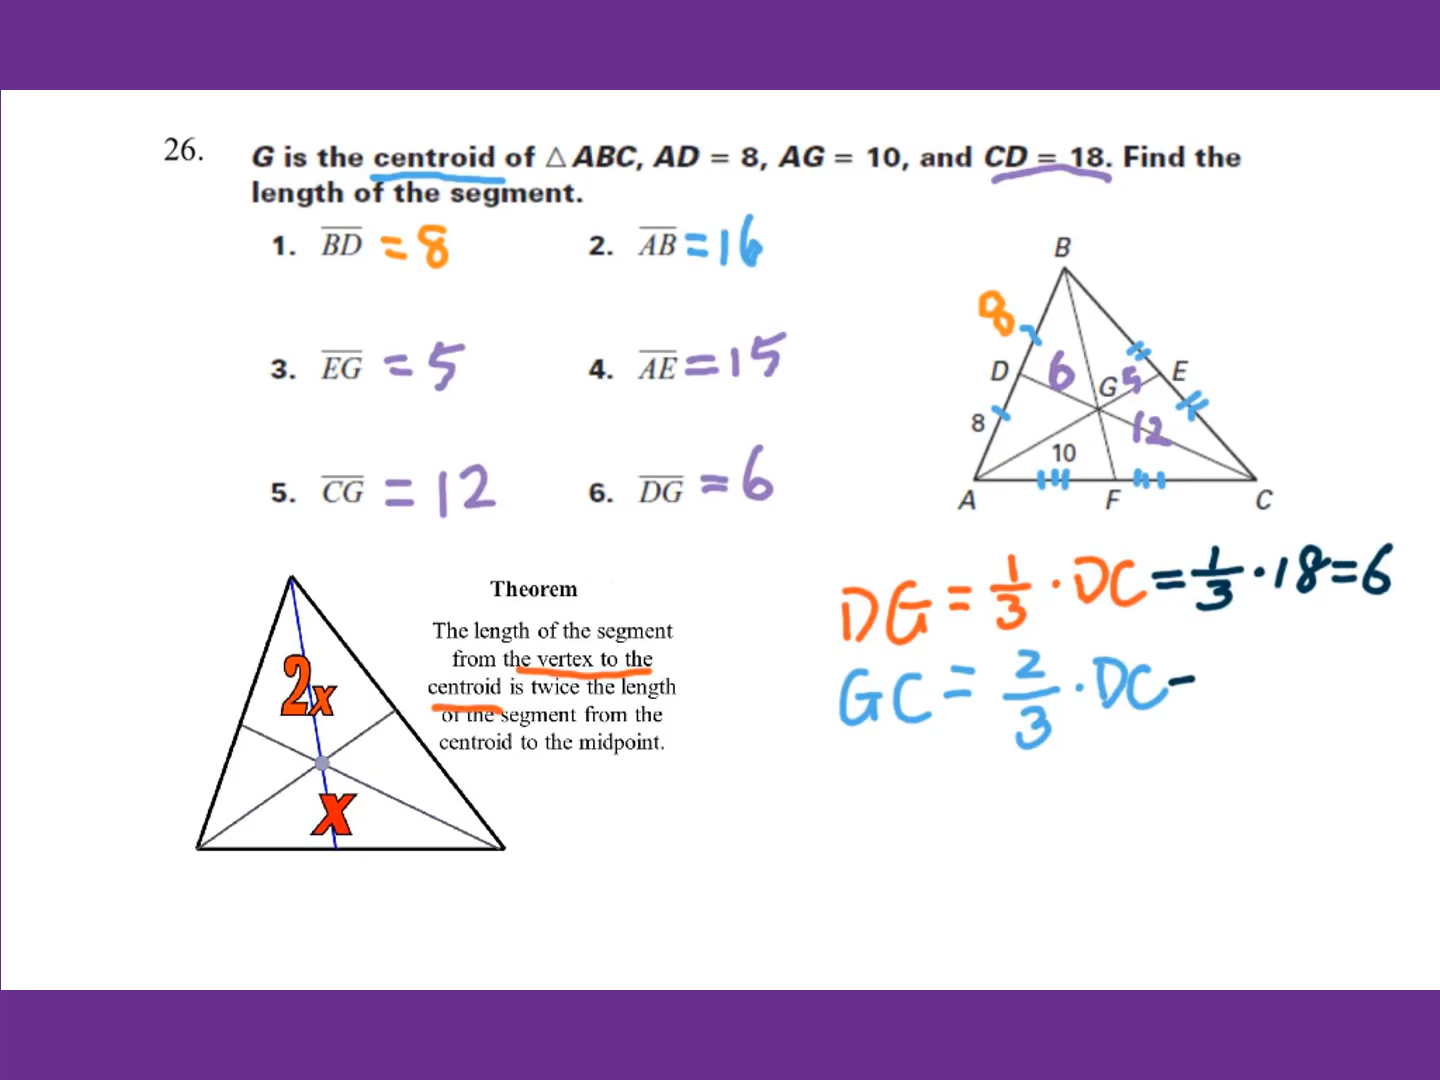 26. G is the centroid of △ABC, AD = 8, AG = 10, and CD = 18. Find the
length of the segment.
1. BD = 8
2. AB = 16
3. EG = 5
4. AE = 15
5. CG = 12
6. DG = 6
B
8
D 6 G 5 E
8 12
10
A F C
Theorem
The length of the segment
from the vertex to the
centroid is twice the length
of the segment from the
centroid to the midpoint.
2x
x
DG = 1/3 · DC = 1/3 · 18 = 6
GC = 2/3 · DC -